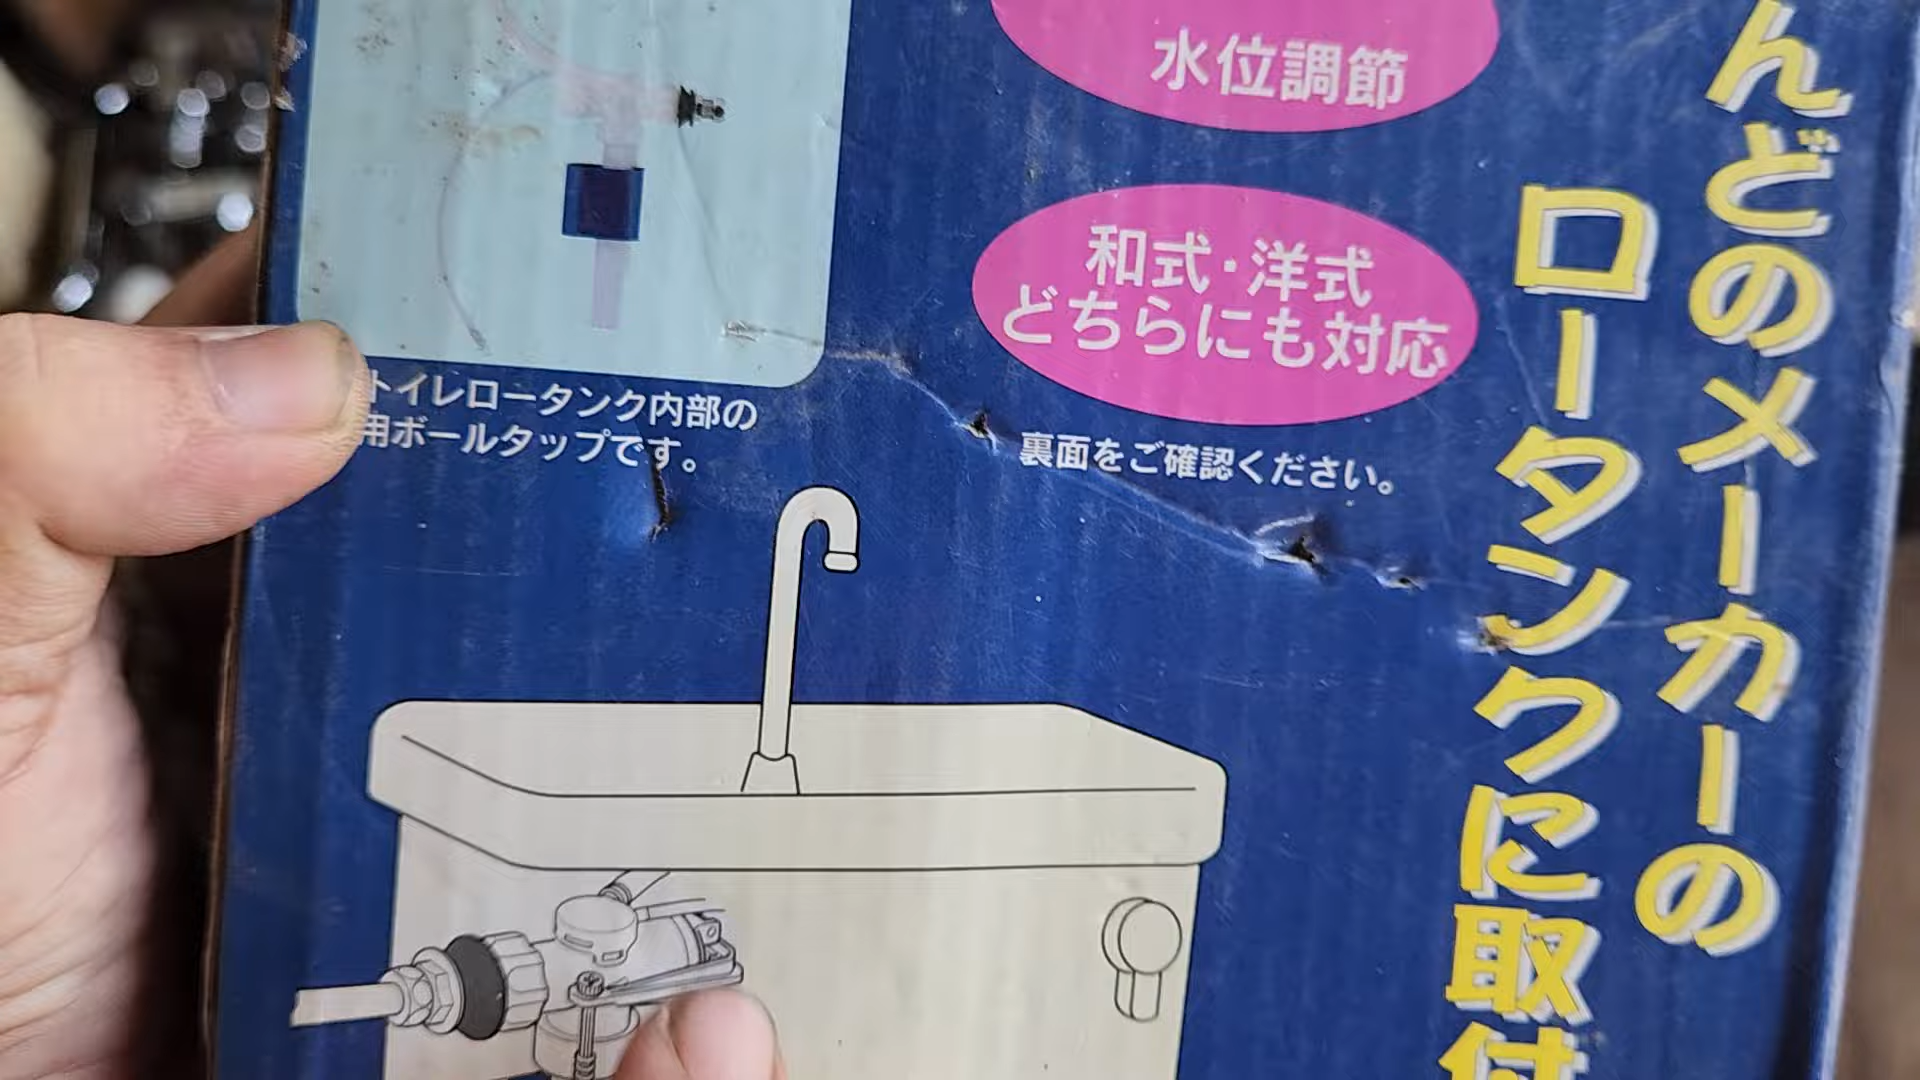 水位調節
和式・洋式
どちらにも対応
裏面をご確認ください。
トイレロータンク内部の
用ボールタップです。
んどのメーカーの
ロータンクに取付